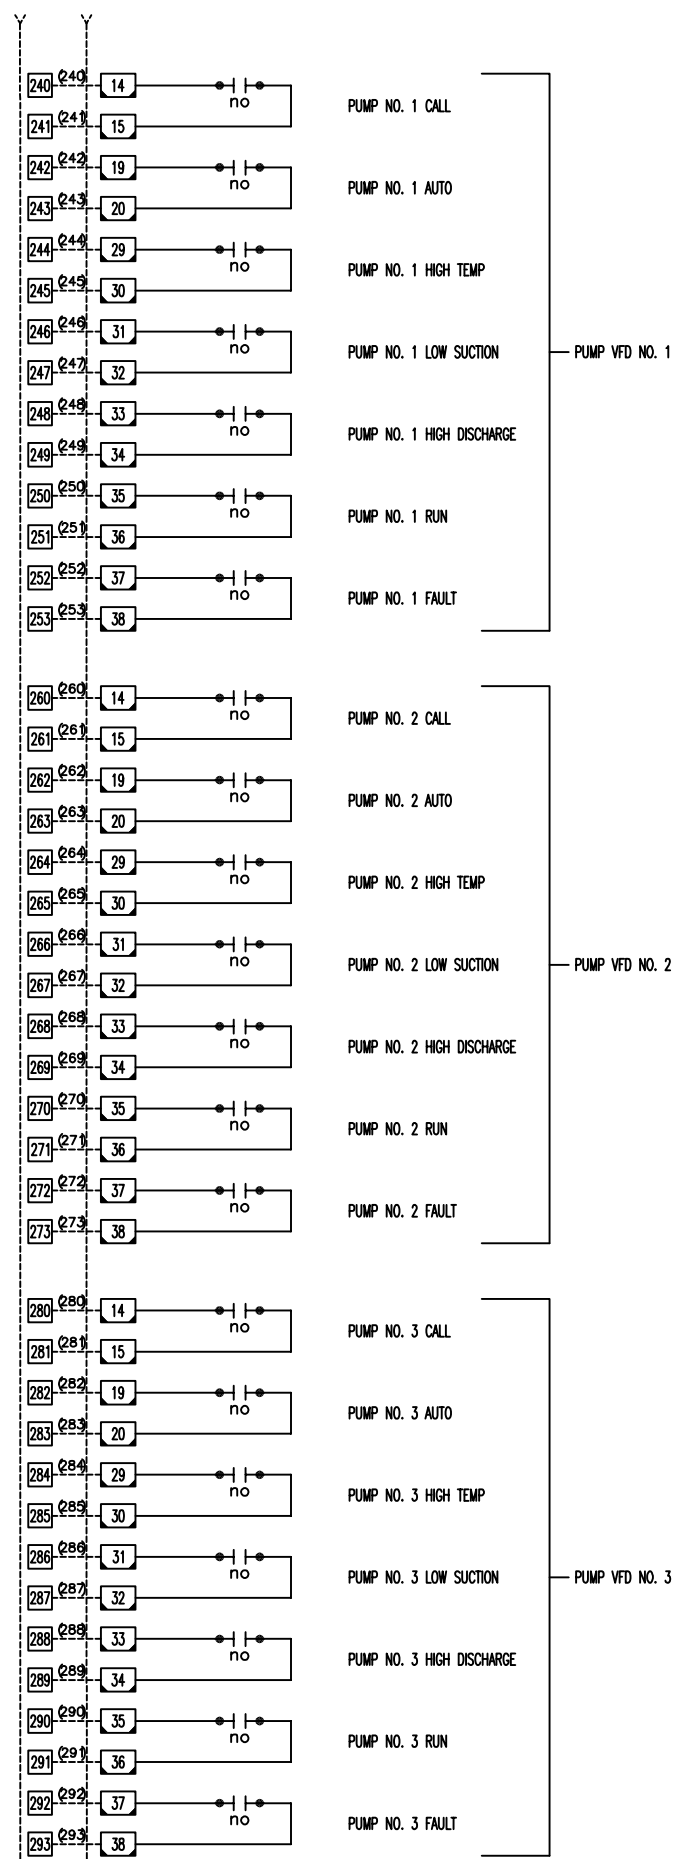 240 (240) 14
no
PUMP NO. 1 CALL
241 (241) 15
242 (242) 19
no
PUMP NO. 1 AUTO
243 (243) 20
244 (244) 29
no
PUMP NO. 1 HIGH TEMP
245 (245) 30
246 (246) 31
no
PUMP NO. 1 LOW SUCTION
PUMP VFD NO. 1
247 (247) 32
248 (248) 33
no
PUMP NO. 1 HIGH DISCHARGE
249 (249) 34
250 (250) 35
no
PUMP NO. 1 RUN
251 (251) 36
252 (252) 37
no
PUMP NO. 1 FAULT
253 (253) 38
260 (260) 14
no
PUMP NO. 2 CALL
261 (261) 15
262 (262) 19
no
PUMP NO. 2 AUTO
263 (263) 20
264 (264) 29
no
PUMP NO. 2 HIGH TEMP
265 (265) 30
266 (266) 31
no
PUMP NO. 2 LOW SUCTION
PUMP VFD NO. 2
267 (267) 32
268 (268) 33
no
PUMP NO. 2 HIGH DISCHARGE
269 (269) 34
270 (270) 35
no
PUMP NO. 2 RUN
271 (271) 36
272 (272) 37
no
PUMP NO. 2 FAULT
273 (273) 38
280 (280) 14
no
PUMP NO. 3 CALL
281 (281) 15
282 (282) 19
no
PUMP NO. 3 AUTO
283 (283) 20
284 (284) 29
no
PUMP NO. 3 HIGH TEMP
285 (285) 30
286 (286) 31
no
PUMP NO. 3 LOW SUCTION
PUMP VFD NO. 3
287 (287) 32
288 (288) 33
no
PUMP NO. 3 HIGH DISCHARGE
289 (289) 34
290 (290) 35
no
PUMP NO. 3 RUN
291 (291) 36
292 (292) 37
no
PUMP NO. 3 FAULT
293 (293) 38